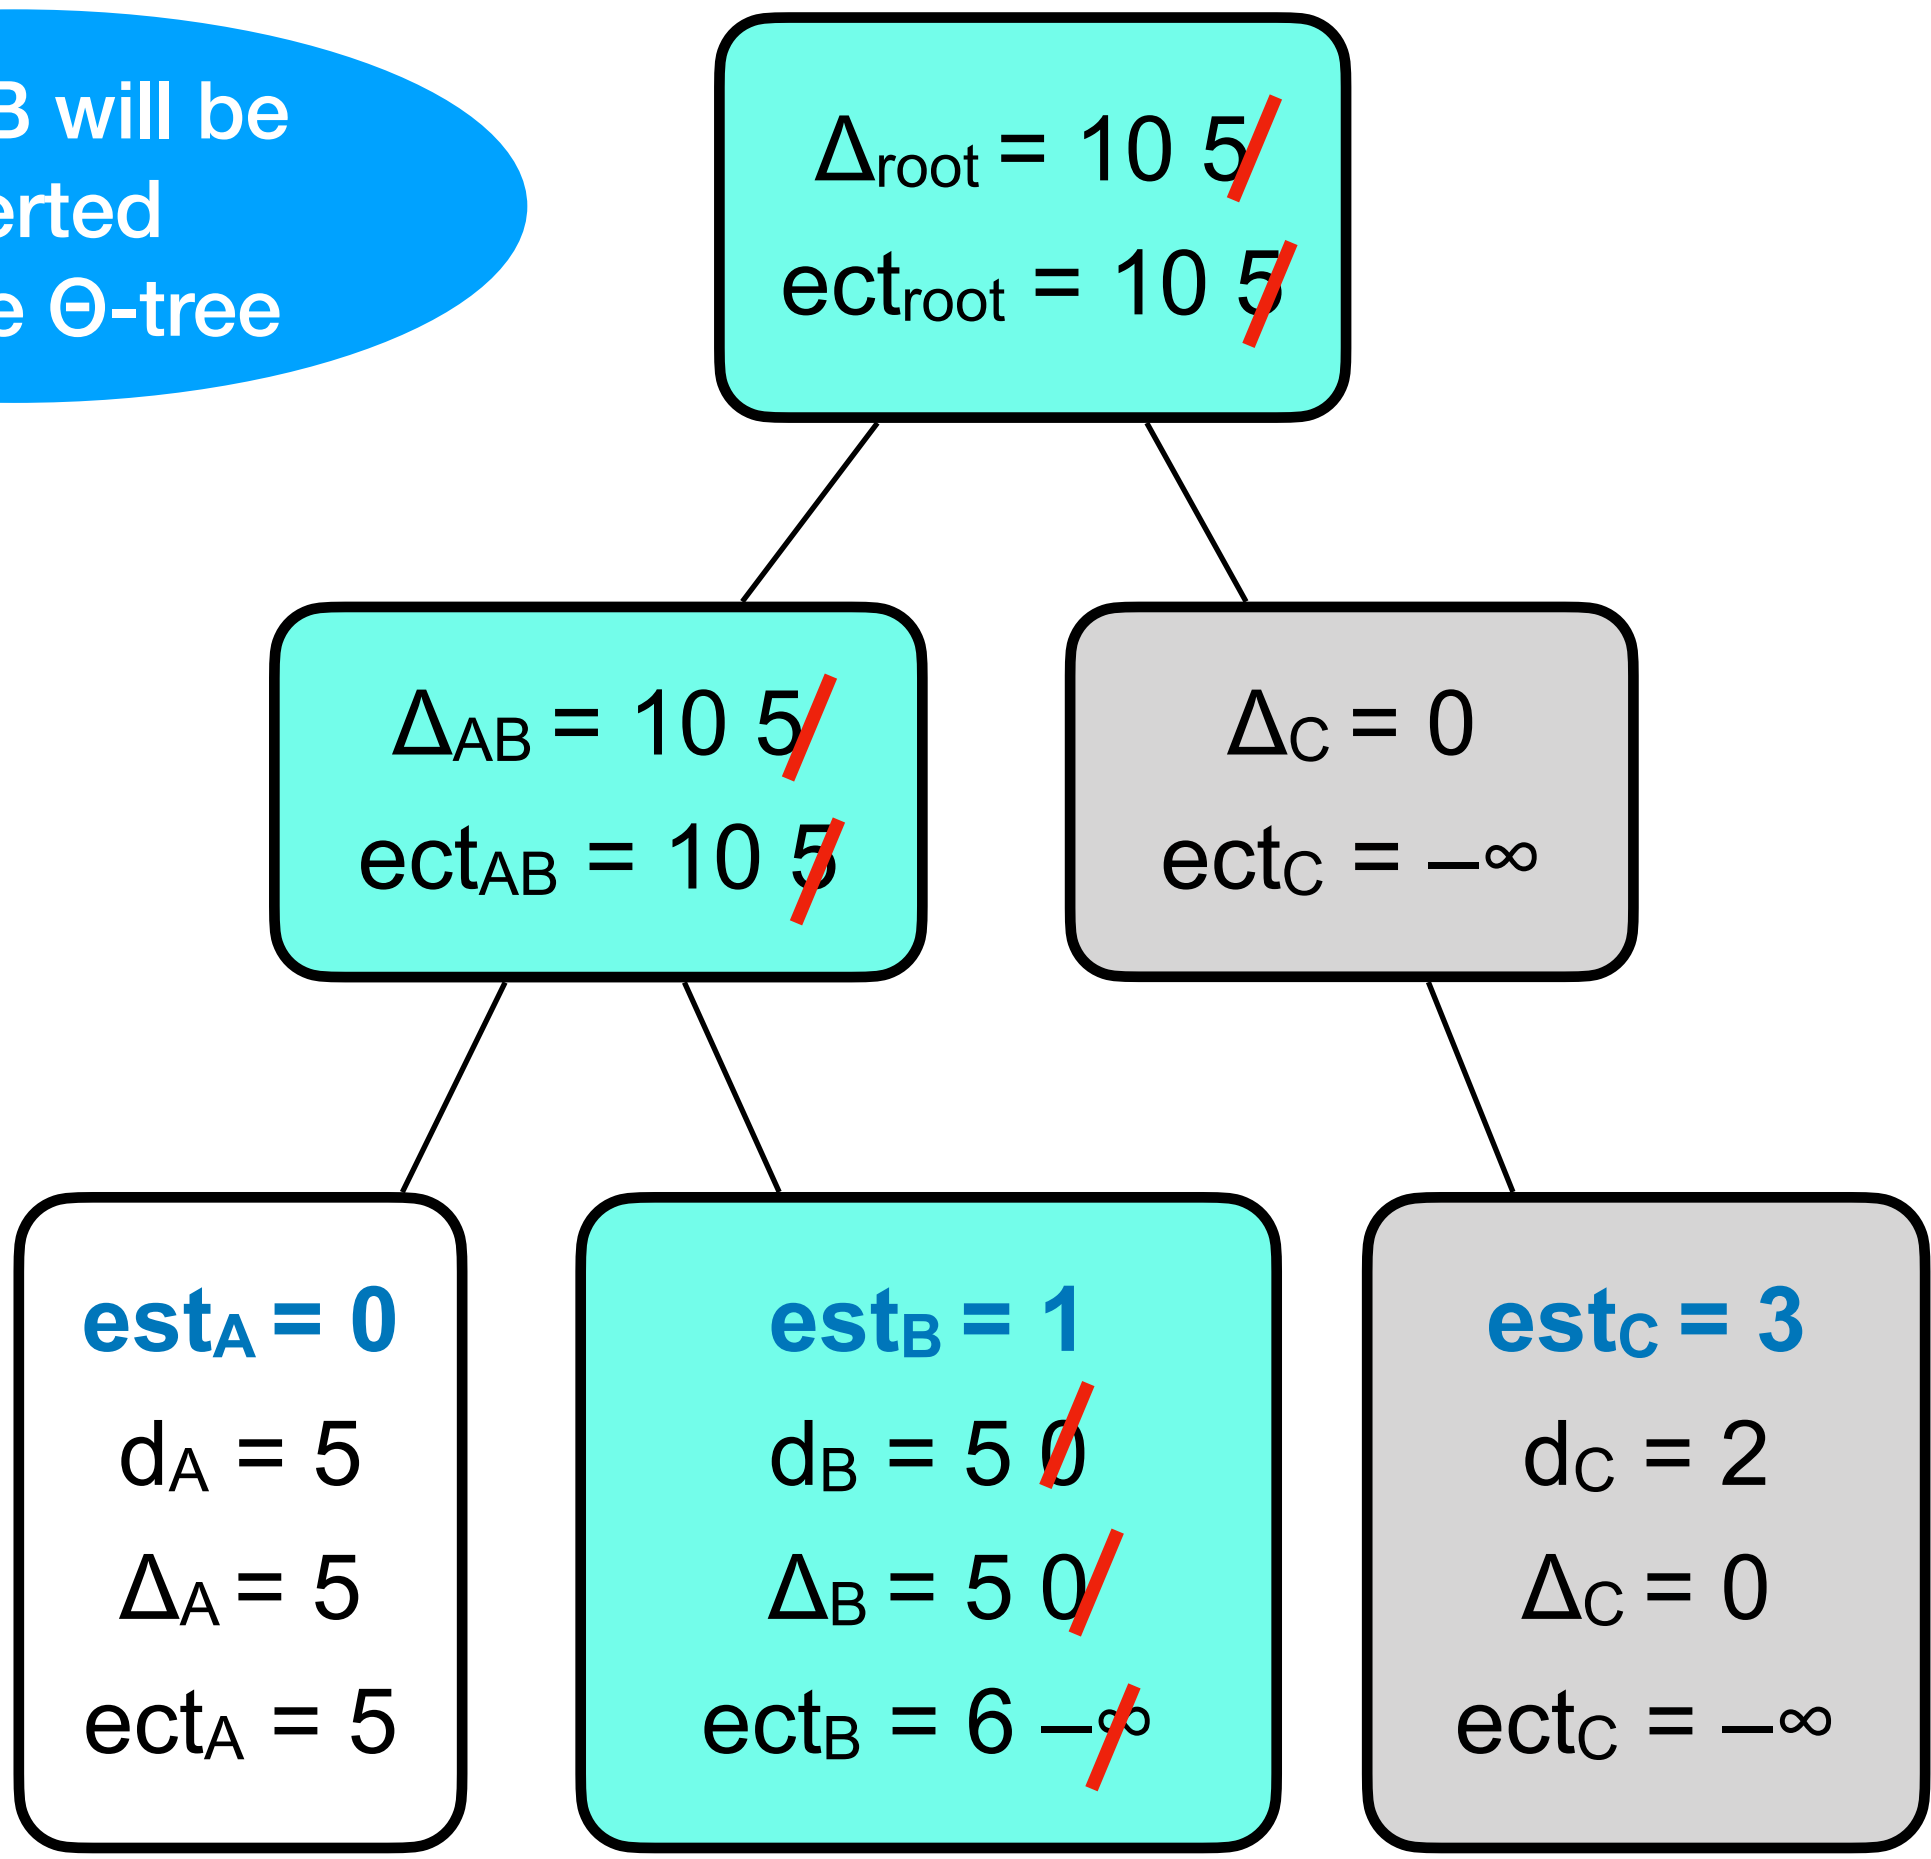 B will be
erted
e Θ-tree
Δroot = 10 5
ectroot = 10 5
ΔAB = 10 5
ectAB = 10 5
ΔC = 0
ectC = –∞
estA = 0
dA = 5
ΔA = 5
ectA = 5
estB = 1
dB = 5 0
ΔB = 5 0
ectB = 6 –∞
estC = 3
dC = 2
ΔC = 0
ectC = –∞